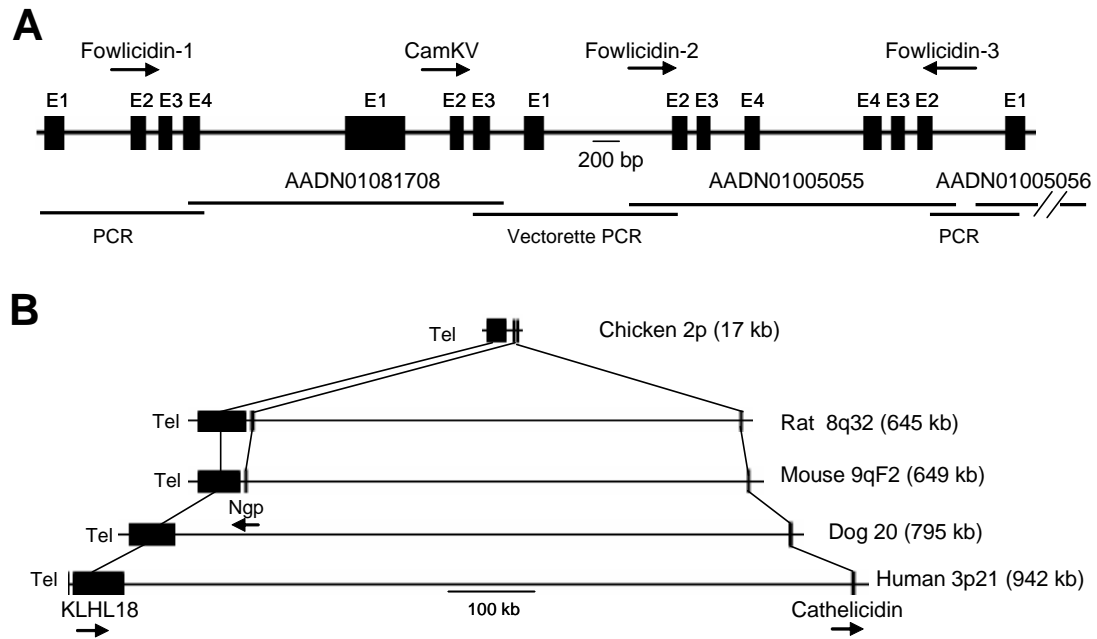 A
Fowlicidin-1 CamKV Fowlicidin-2 Fowlicidin-3
E1 E2 E3 E4 E1 E2 E3 E1 E2 E3 E4 E4 E3 E2 E1
200 bp
AADN01081708 AADN01005055 AADN01005056
PCR Vectorette PCR PCR
B
Tel Chicken 2p (17 kb)
Tel Rat 8q32 (645 kb)
Tel Mouse 9qF2 (649 kb)
Ngp
Tel Dog 20 (795 kb)
Tel Human 3p21 (942 kb)
KLHL18 100 kb Cathelicidin